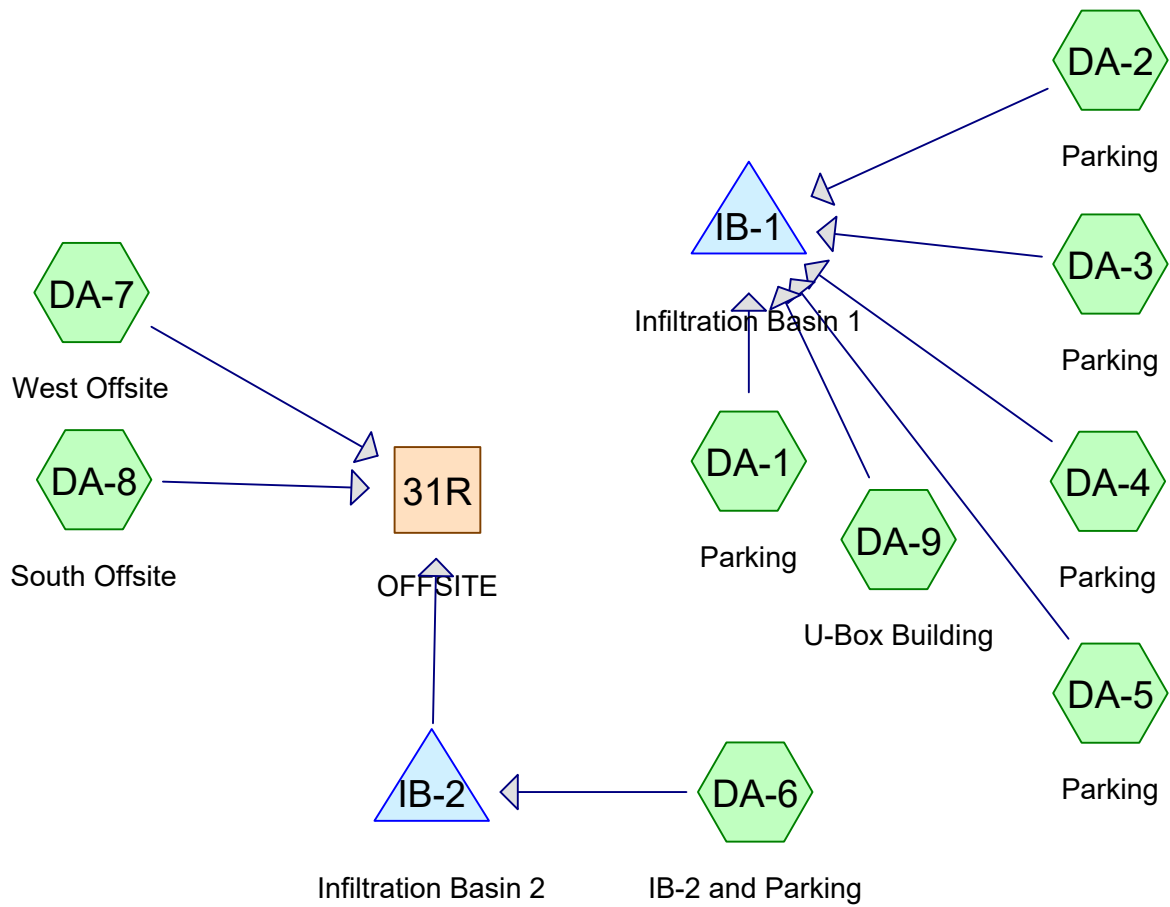 DA-2
Parking
IB-1
Infiltration Basin 1
DA-3
Parking
DA-7
West Offsite
DA-8
South Offsite
31R
OFFSITE
DA-1
Parking
DA-9
U-Box Building
DA-4
Parking
DA-5
Parking
IB-2
Infiltration Basin 2
DA-6
IB-2 and Parking